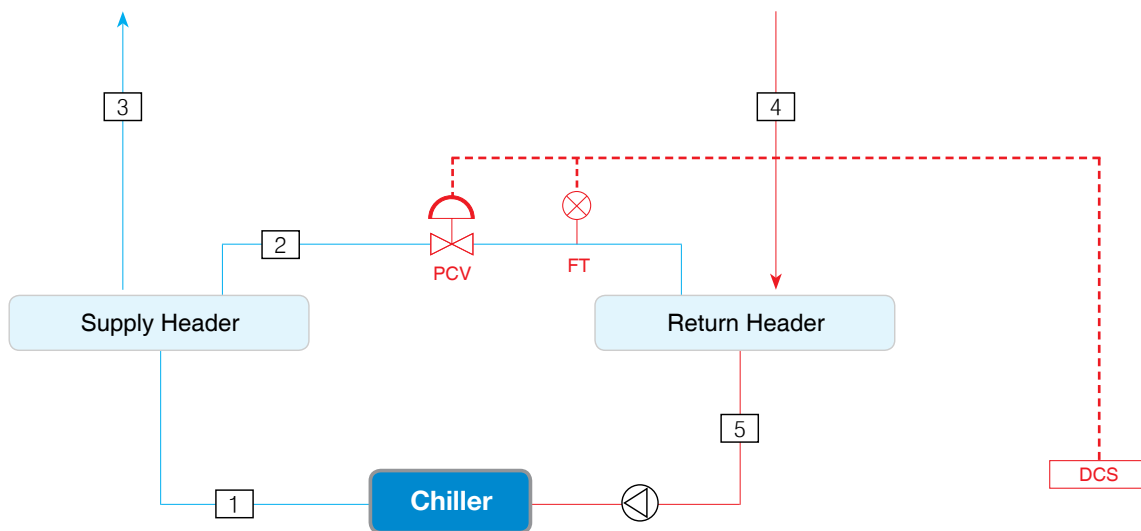 3
4
2
PCV
FT
Supply Header
Return Header
5
DCS
1
Chiller